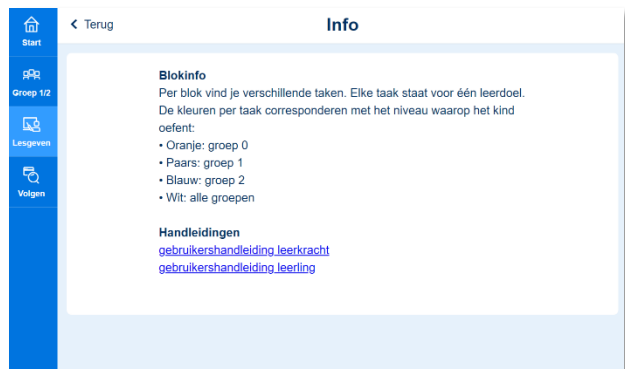 Start
Groep 1/2
Lesgeven
Volgen
Terug
Info
Blokinfo
Per blok vind je verschillende taken. Elke taak staat voor één leerdoel.
De kleuren per taak corresponderen met het niveau waarop het kind
oefent:
• Oranje: groep 0
• Paars: groep 1
• Blauw: groep 2
• Wit: alle groepen
Handleidingen
gebruikershandleiding leerkracht
gebruikershandleiding leerling